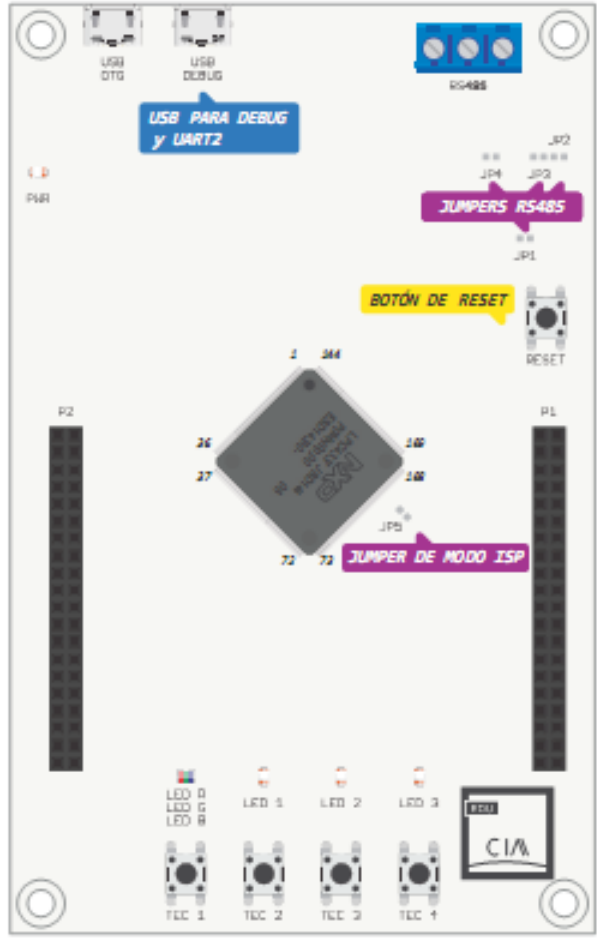 USB
OTG
USB
DEBUG
RS485
USB PARA DEBUG
y UART2
JP2
JP4
JP3
PWR
JUMPERS RS485
JP1
BOTÓN DE RESET
RESET
1
144
P2
P1
36
109
37
108
NXP
JP5
72
73
JUMPER DE MODO ISP
LED R
LED G
LED B
LED 1
LED 2
LED 3
EDU
CIAA
TEC 1
TEC 2
TEC 3
TEC 4